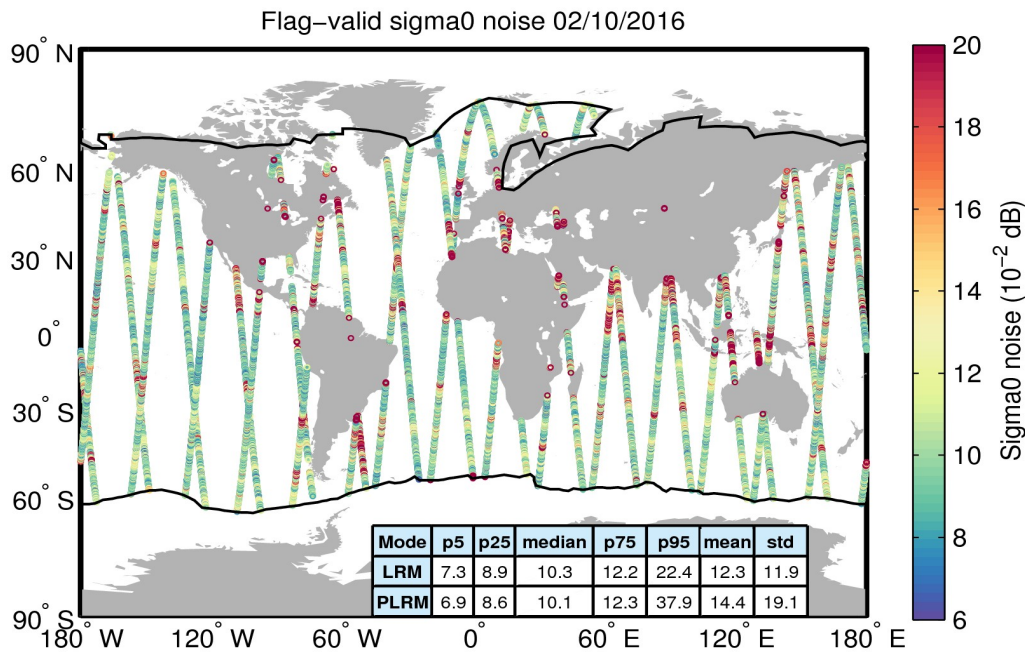 Flag-valid sigma0 noise 02/10/2016
90° N
60° N
30° N
0°
30° S
60° S
90° S
180° W
120° W
60° W
0°
60° E
120° E
180° E
Mode p5 p25 median p75 p95 mean std
LRM 7.3 8.9 10.3 12.2 22.4 12.3 11.9
PLRM 6.9 8.6 10.1 12.3 37.9 14.4 19.1
20
18
16
14
12
10
8
6
Sigma0 noise (10⁻² dB)